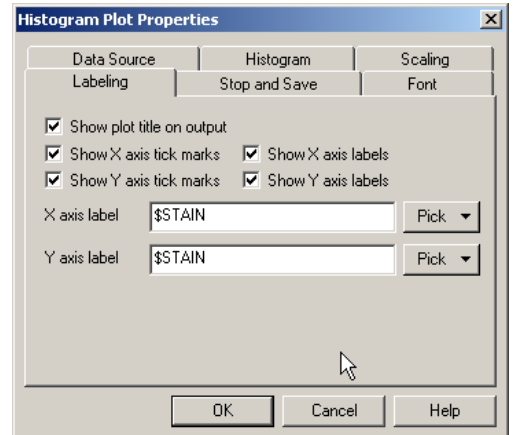 Histogram Plot Properties
Data Source Histogram Scaling
Labeling Stop and Save Font
Show plot title on output
Show X axis tick marks Show X axis labels
Show Y axis tick marks Show Y axis labels
X axis label $STAIN Pick
Y axis label $STAIN Pick
OK Cancel Help